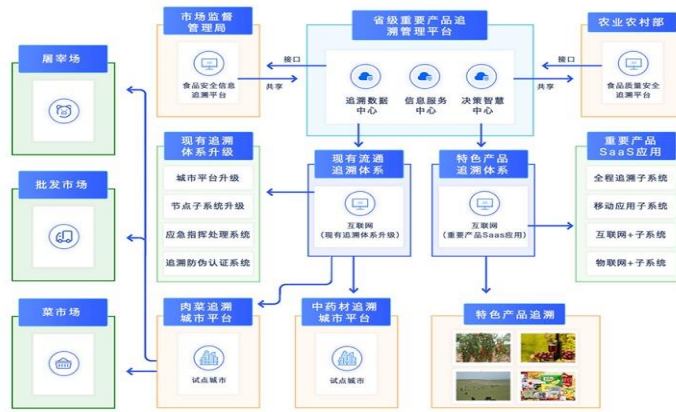 市场监督
管理局
食品安全信息
追溯平台
接口
共享
省级重要产品追
溯管理平台
追溯数据
中心
信息服务
中心
决策智慧
中心
接口
共享
农业农村部
食品质量安全
追溯平台
屠宰场
现有追溯
体系升级
城市平台升级
节点子系统升级
应急指挥处理系统
追溯防伪认证系统
现有流通
追溯体系
互联网
(现有追溯体系升级)
特色产品
追溯体系
互联网
(重要产品Saas应用)
重要产品
SaaS应用
全程追溯子系统
移动应用子系统
互联网+子系统
物联网+子系统
批发市场
菜市场
肉菜追溯
城市平台
试点城市
中药材追溯
城市平台
试点城市
特色产品追溯